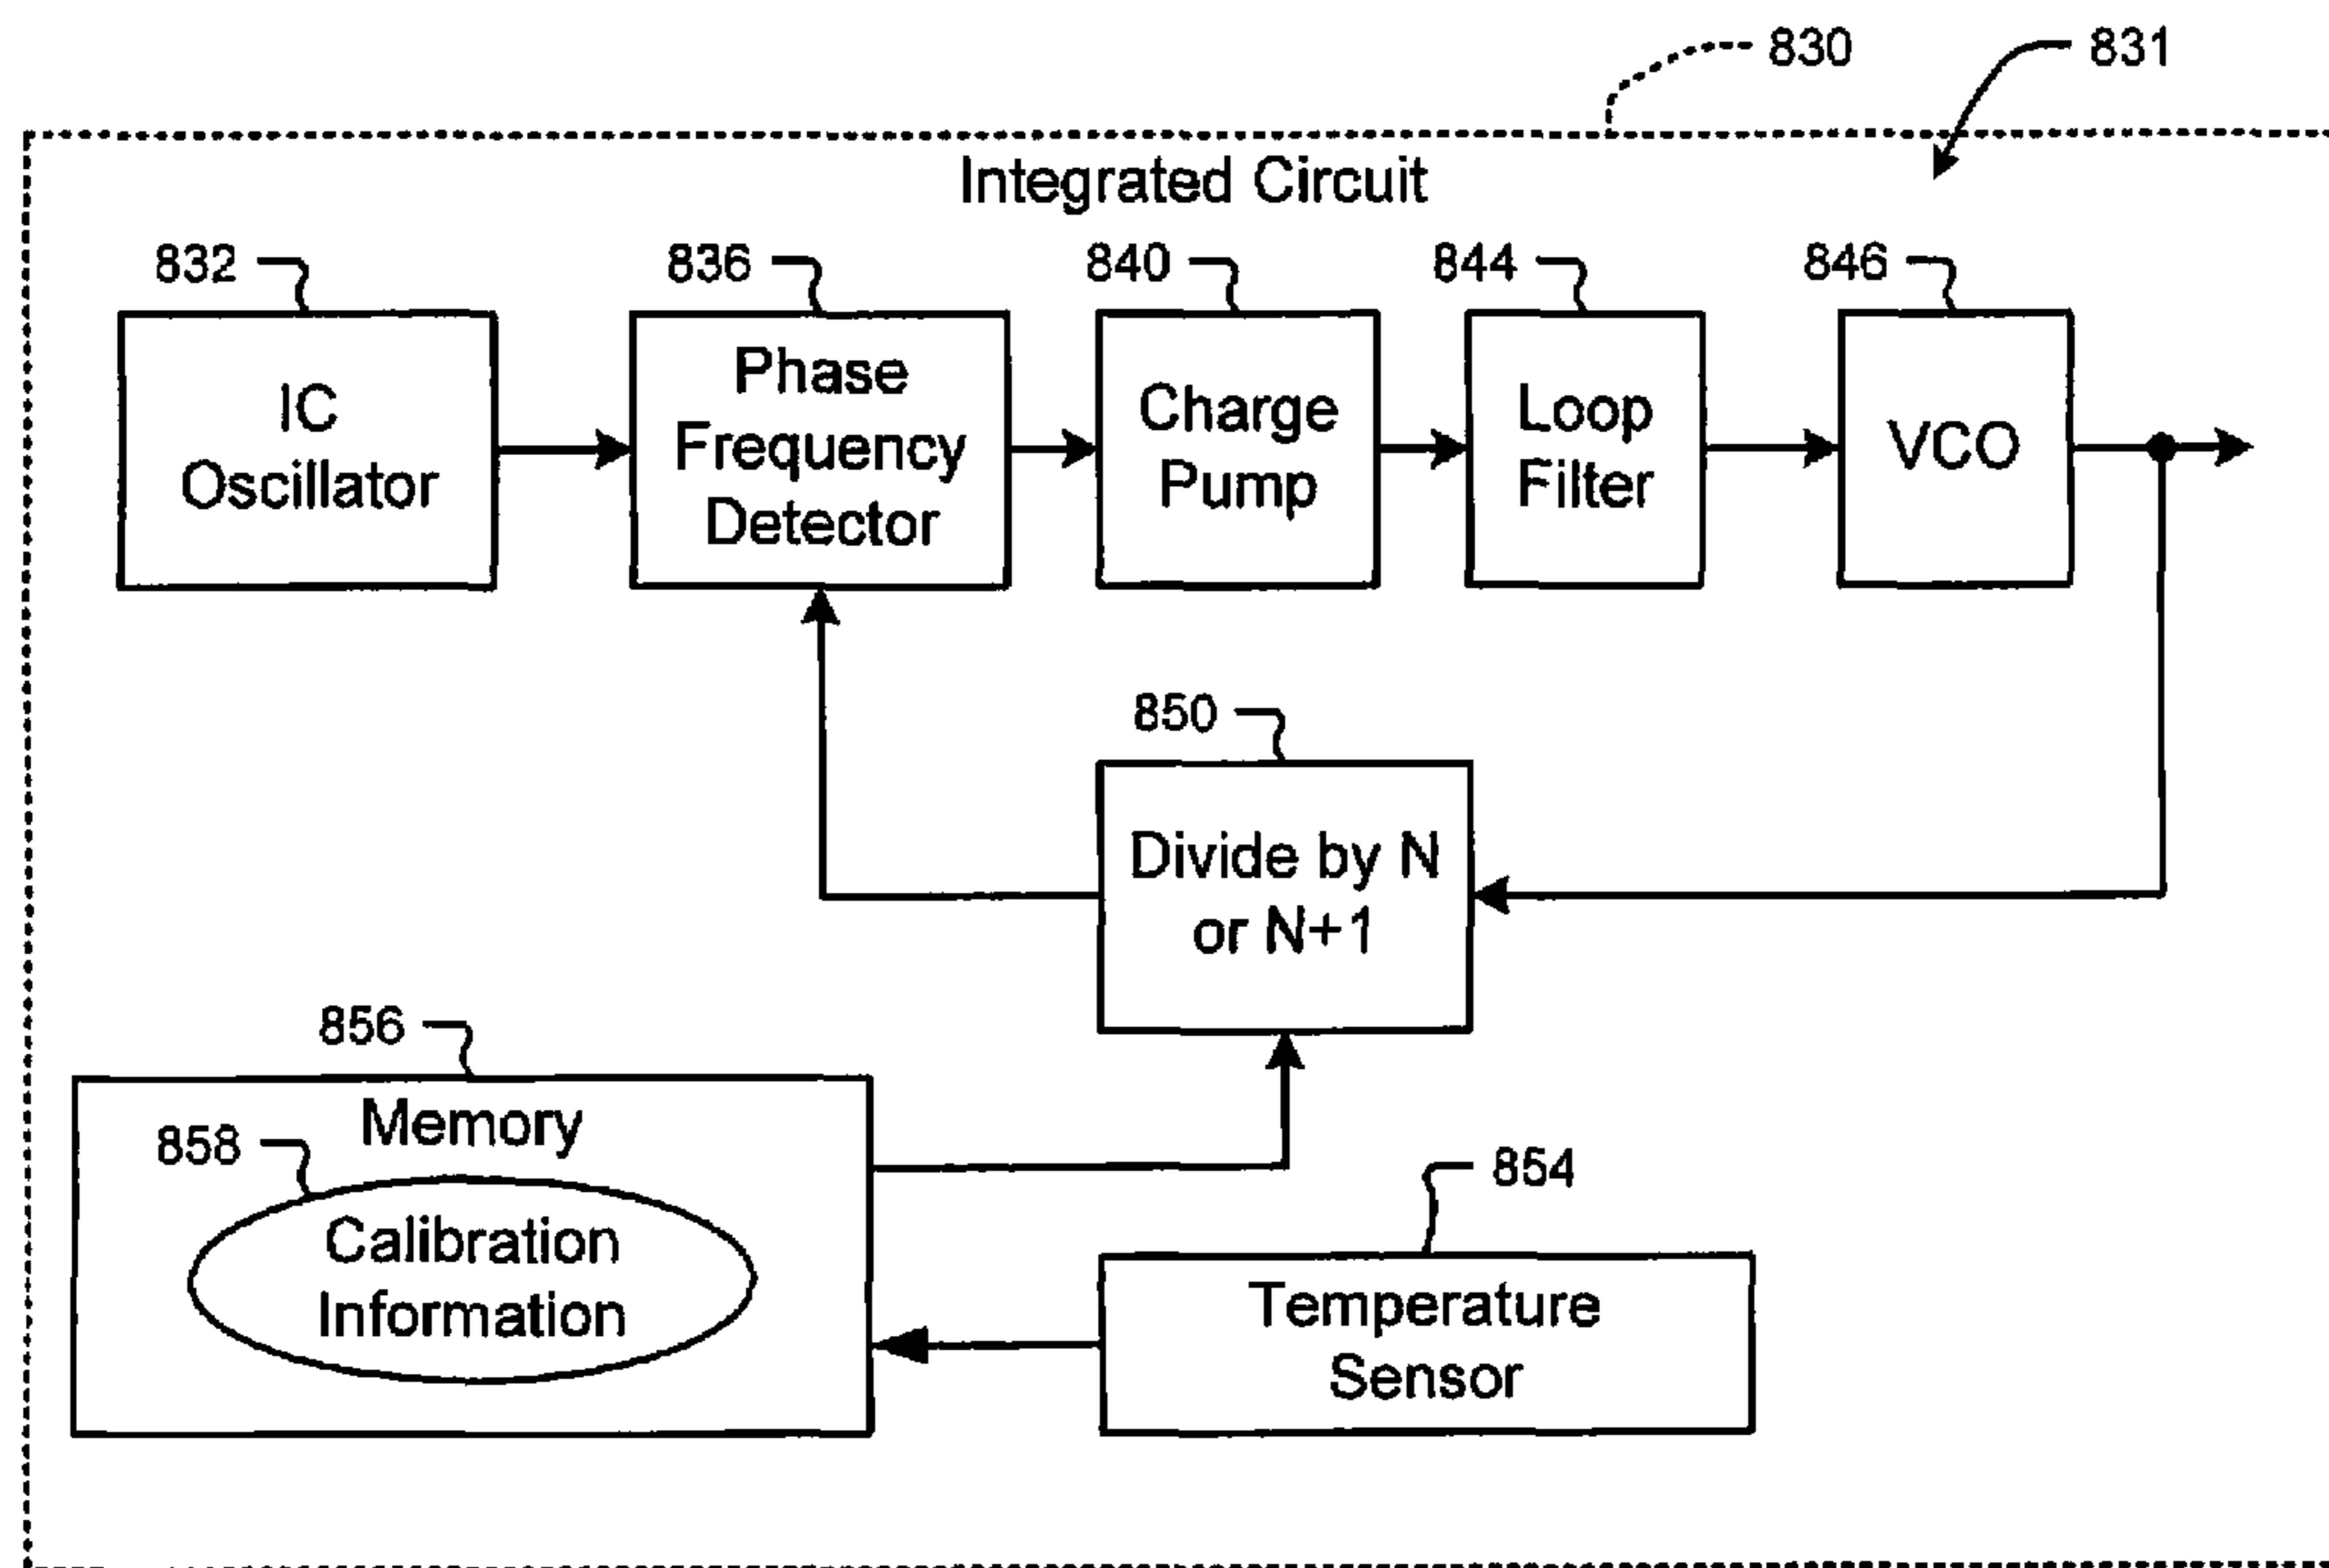 830
831
Integrated Circuit
832
836
840
844
846
IC
Oscillator
Phase
Frequency
Detector
Charge
Pump
Loop
Filter
VCO
850
Divide by N
or N+1
856
Memory
858
Calibration
Information
854
Temperature
Sensor